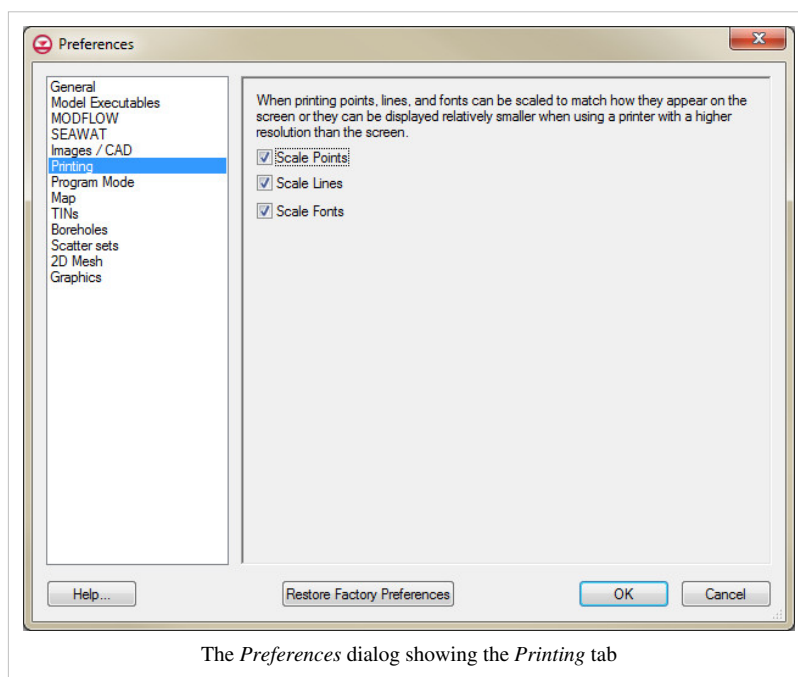 Preferences
General
Model Executables
MODFLOW
SEAWAT
Images / CAD
Printing
Program Mode
Map
TINs
Boreholes
Scatter sets
2D Mesh
Graphics
When printing points, lines, and fonts can be scaled to match how they appear on the
screen or they can be displayed relatively smaller when using a printer with a higher
resolution than the screen.
Scale Points
Scale Lines
Scale Fonts
Help...
Restore Factory Preferences
OK
Cancel
The Preferences dialog showing the Printing tab